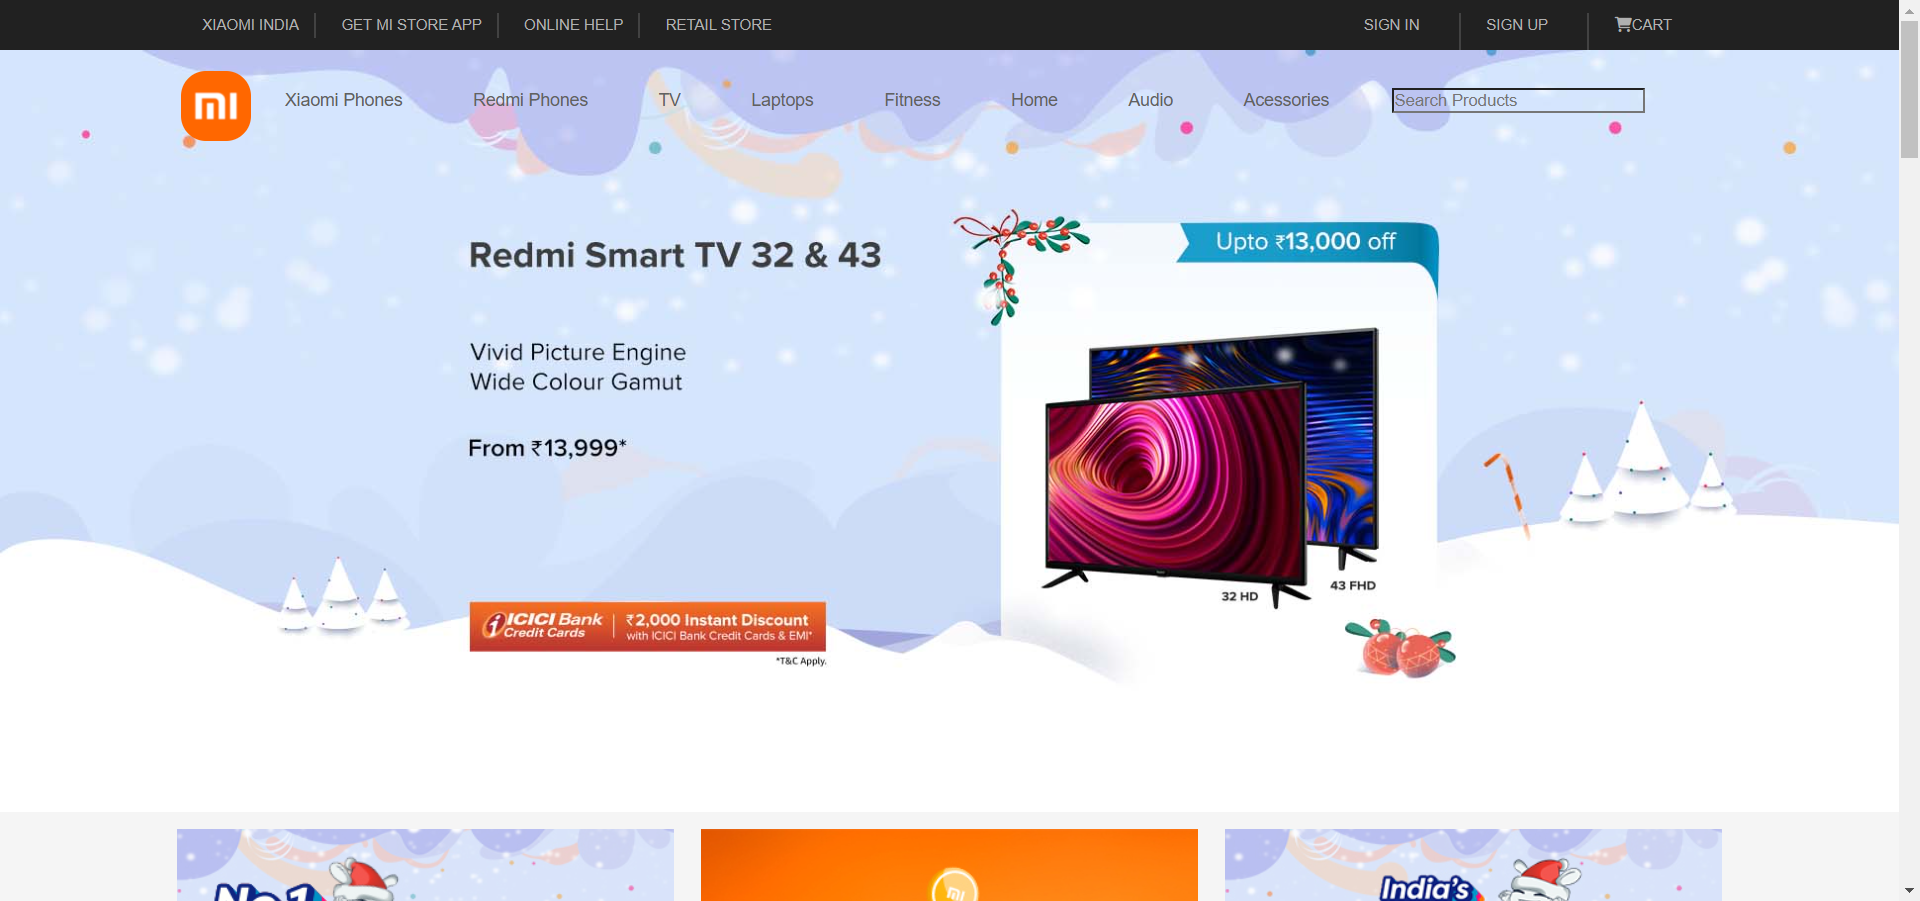 XIAOMI INDIA GET MI STORE APP ONLINE HELP RETAIL STORE SIGN IN SIGN UP CART
mi Xiaomi Phones Redmi Phones TV Laptops Fitness Home Audio Acessories Search Products
Redmi Smart TV 32 & 43
Vivid Picture Engine
Wide Colour Gamut
From ₹13,999*
ICICI Bank
Credit Cards
₹2,000 Instant Discount
with ICICI Bank Credit Cards & EMI*
*T&C Apply.
Upto ₹13,000 off
43 FHD
32 HD
No1
mi
India's